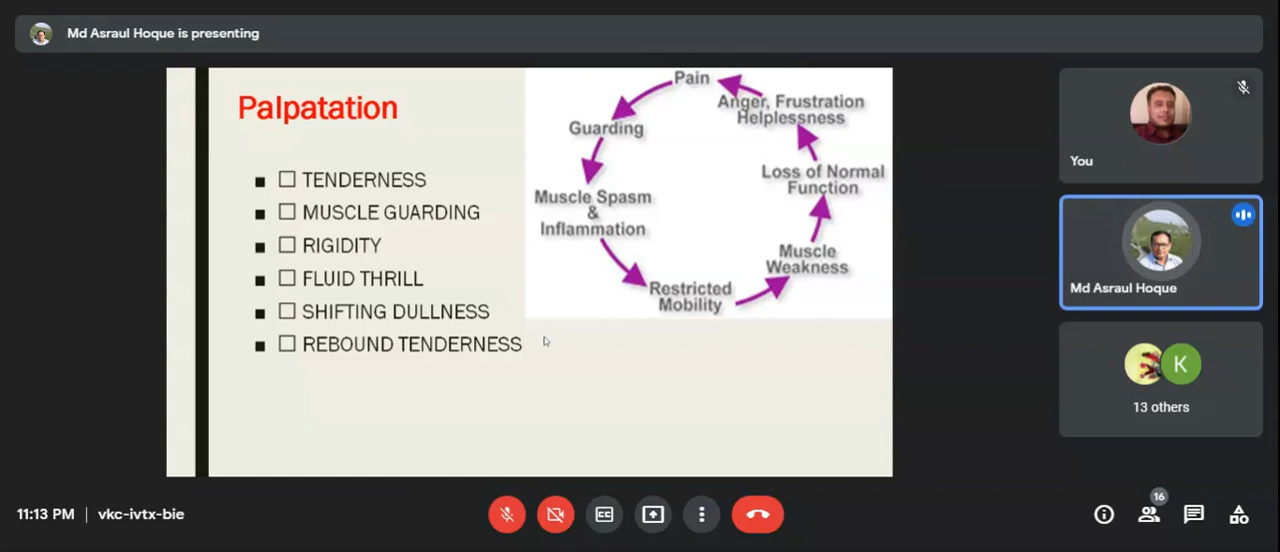 Md Asraul Hoque is presenting
Palpatation
■ □ TENDERNESS
■ □ MUSCLE GUARDING
■ □ RIGIDITY
■ □ FLUID THRILL
■ □ SHIFTING DULLNESS
■ □ REBOUND TENDERNESS
Pain
Guarding
Muscle Spasm
&
Inflammation
Restricted
Mobility
Muscle
Weakness
Loss of Normal
Function
Anger, Frustration
Helplessness
You
Md Asraul Hoque
K
13 others
11:13 PM | vkc-ivtx-bie
CC
16